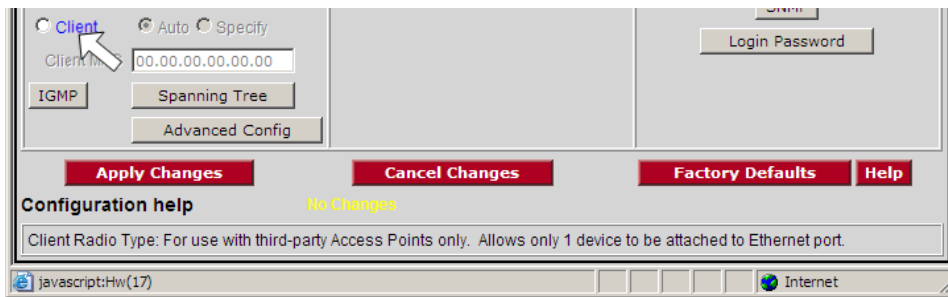 SNMP
Client Auto Specify
Login Password
Client MAC 00.00.00.00.00.00
IGMP Spanning Tree
Advanced Config
Apply Changes Cancel Changes Factory Defaults Help
Configuration help No Changes
Client Radio Type: For use with third-party Access Points only. Allows only 1 device to be attached to Ethernet port.
javascript:Hw(17) Internet